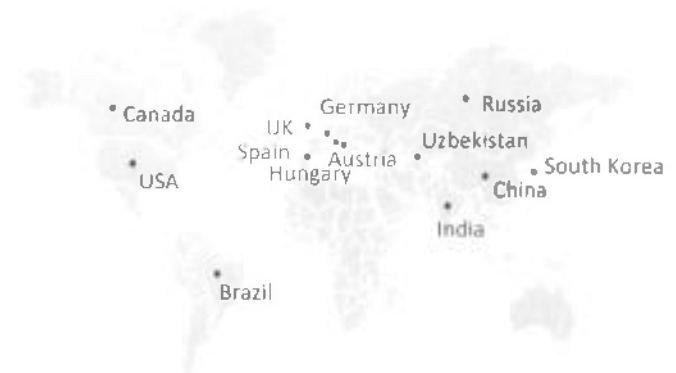 Germany
Russia
Canada
UK
Uzbekistan
Spain
Austria
South Korea
Hungary
USA
China
India
Brazil